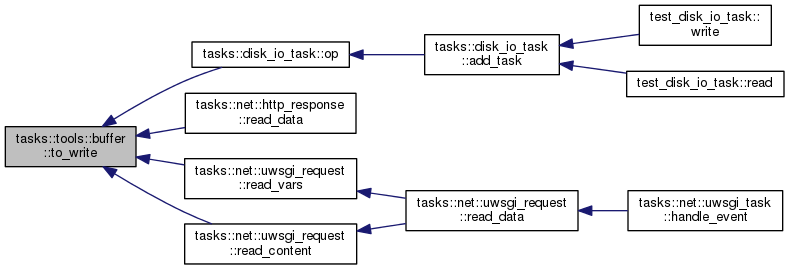 tasks::tools::buffer
::to_write
tasks::disk_io_task::op
tasks::disk_io_task
::add_task
test_disk_io_task::
write
test_disk_io_task::read
tasks::net::http_response
::read_data
tasks::net::uwsgi_request
::read_vars
tasks::net::uwsgi_request
::read_content
tasks::net::uwsgi_request
::read_data
tasks::net::uwsgi_task
::handle_event